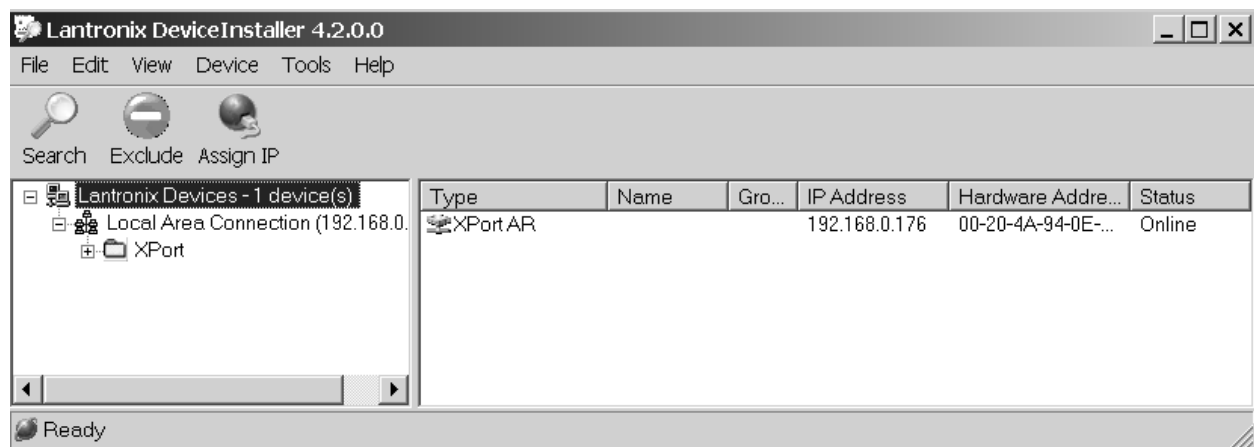 Lantronix DeviceInstaller 4.2.0.0
File Edit View Device Tools Help
Search Exclude Assign IP
Lantronix Devices - 1 device(s)
Local Area Connection (192.168.0.
XPort
Type Name Gro... IP Address Hardware Addre... Status
XPort AR 192.168.0.176 00-20-4A-94-0E-... Online
Ready